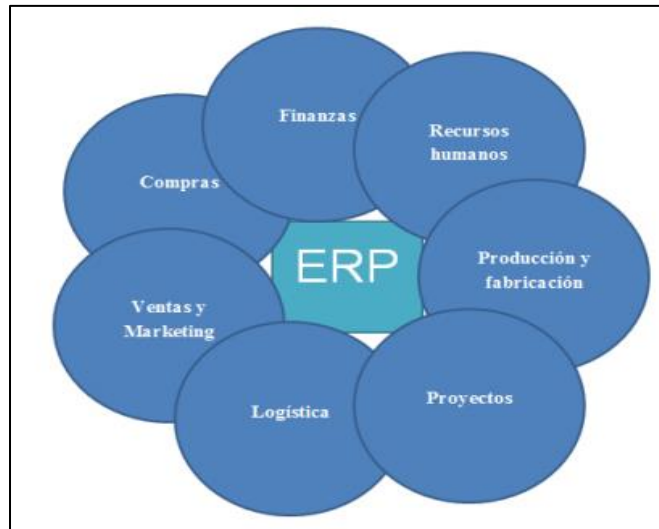 Finanzas
Recursos
humanos
Compras
ERP
Producción y
fabricación
Ventas y
Marketing
Proyectos
Logística